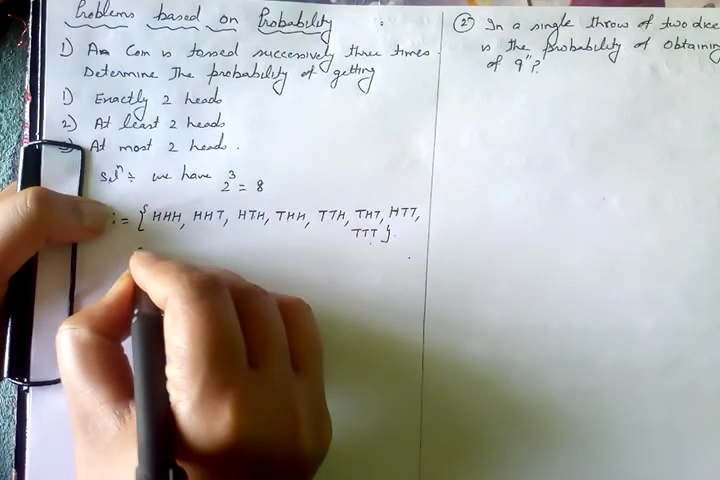 Problems based on Probability
1) A Coin is tossed successively three times.
Determine The probability of getting
1) Exactly 2 heads
2) At least 2 heads
3) At most 2 heads.
Solⁿ:- we have 2³ = 8
:= { HHH, HHT, HTH, THH, TTH, THT, HTT,
TTT }.
② In a single throw of two dice
is the probability of obtaining
of 9"?